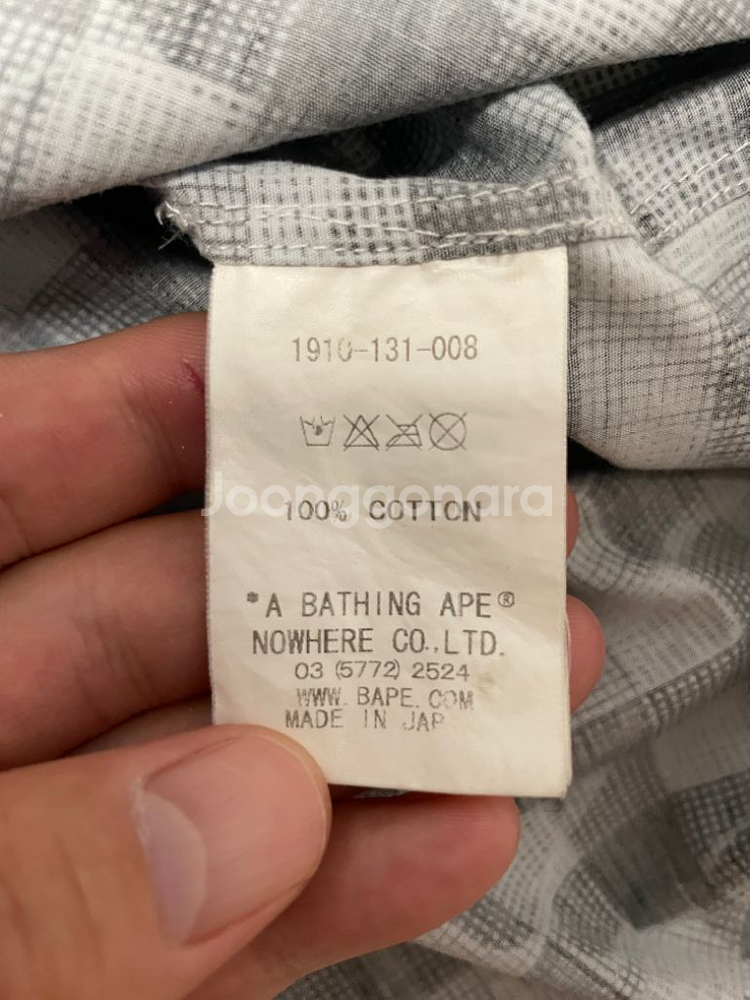 1910-131-008
Joonggonara
100% COTTON
*A BATHING APE®
NOWHERE CO.,LTD.
03 (5772) 2524
WWW. BAPE. COM
MADE IN JAP